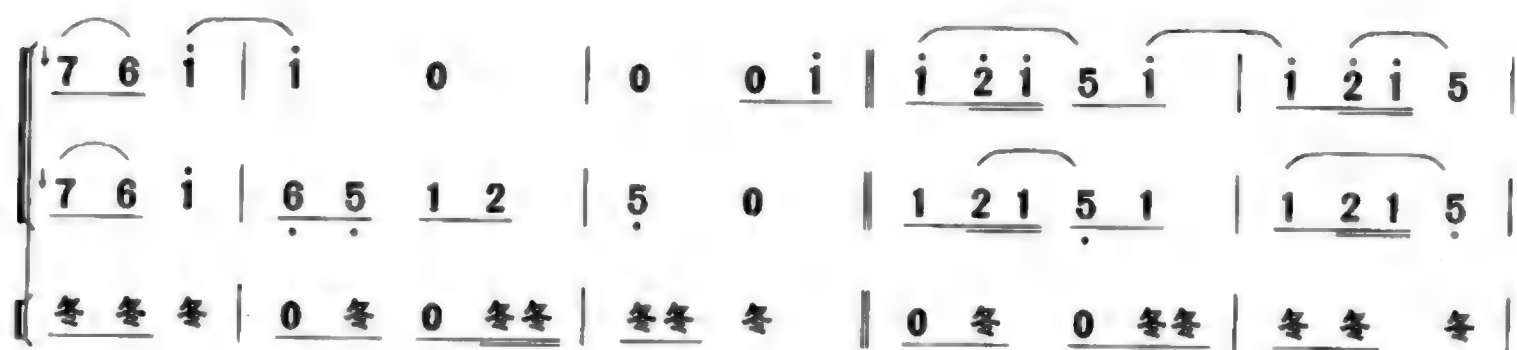 ↓7 6 i̇ | i̇ 0 | 0 0 i̇ ‖ i̇ 2̇ i̇ 5 i̇ | i̇ 2̇ i̇ 5 |
↓7 6 i̇ | 6̣ 5̣ 1 2 | 5̣ 0 ‖ 1 2 1 5̣ 1 | 1 2 1 5̣ |
冬 冬 冬 | 0 冬 0 冬冬 | 冬冬 冬 ‖ 0 冬 0 冬冬 | 冬 冬 冬 |